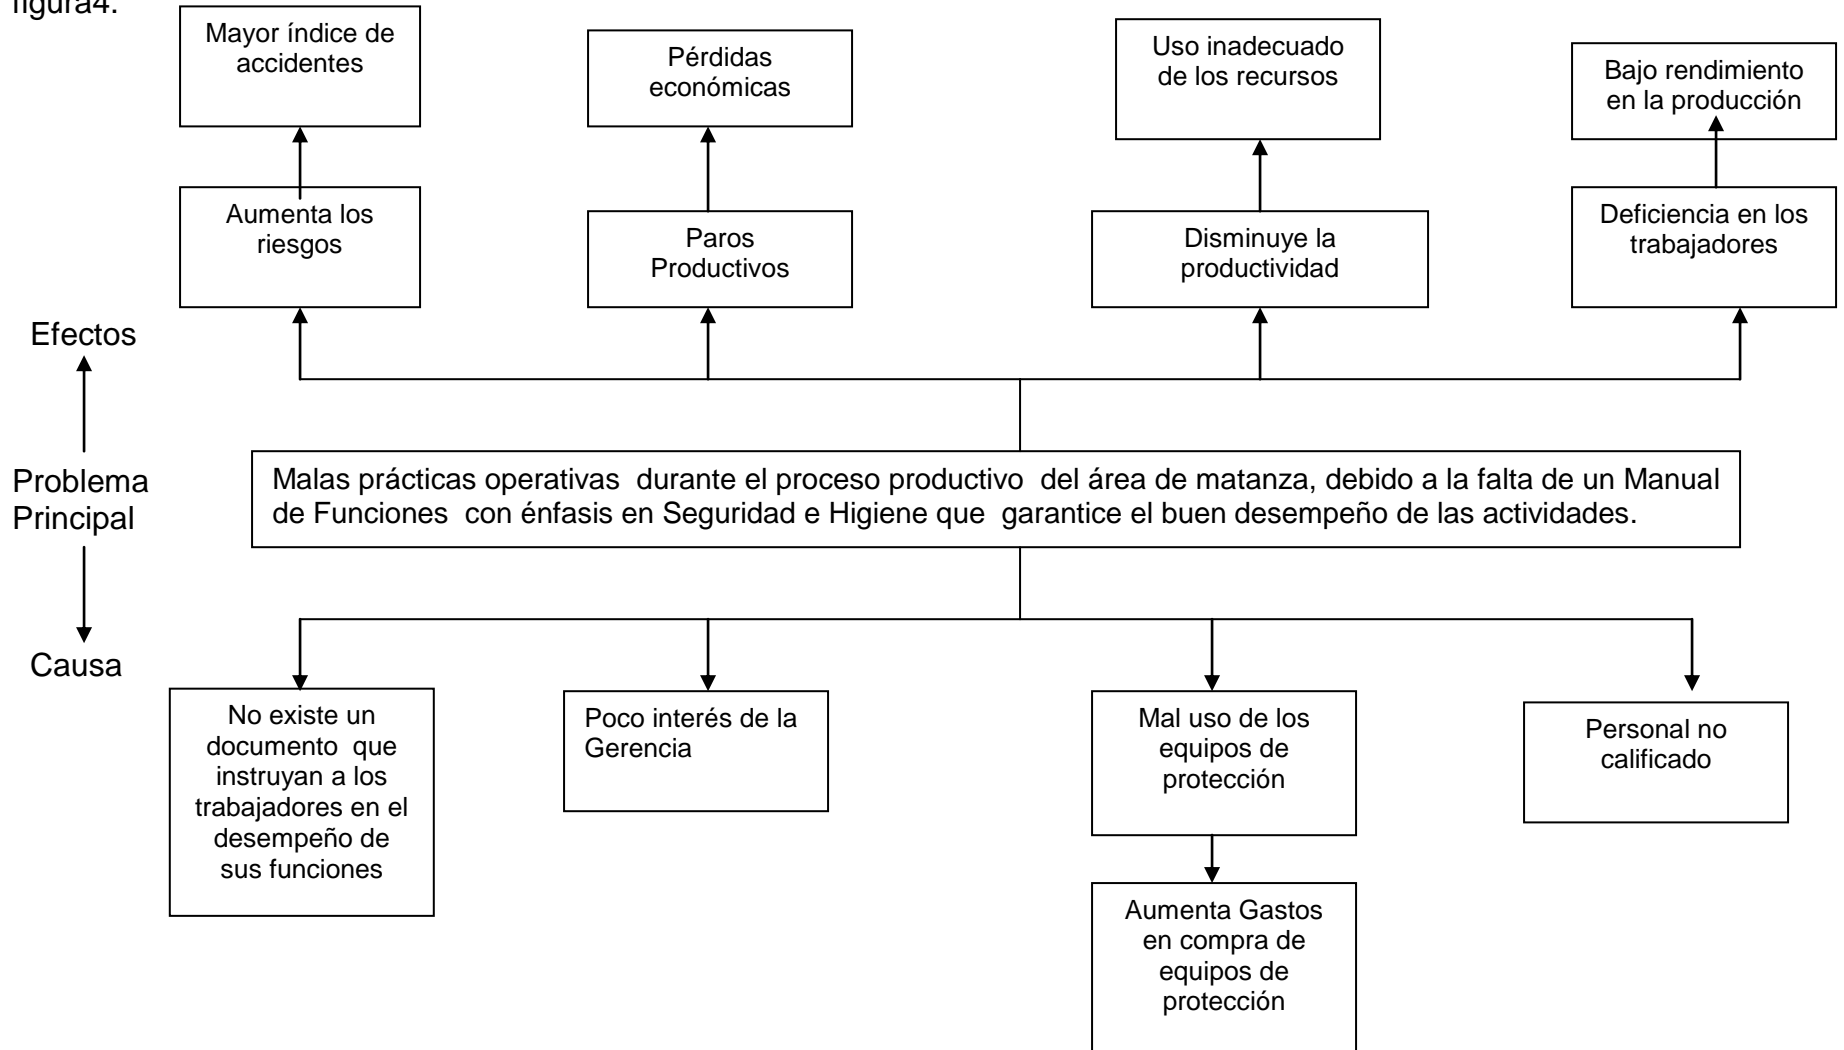 figura4.
Mayor índice de
accidentes
Pérdidas
económicas
Uso inadecuado
de los recursos
Bajo rendimiento
en la producción
Aumenta los
riesgos
Paros
Productivos
Disminuye la
productividad
Deficiencia en los
trabajadores
Efectos
Problema
Principal
Malas prácticas operativas durante el proceso productivo del área de matanza, debido a la falta de un Manual
de Funciones con énfasis en Seguridad e Higiene que garantice el buen desempeño de las actividades.
Causa
No existe un
documento que
instruyan a los
trabajadores en el
desempeño de
sus funciones
Poco interés de la
Gerencia
Mal uso de los
equipos de
protección
Personal no
calificado
Aumenta Gastos
en compra de
equipos de
protección